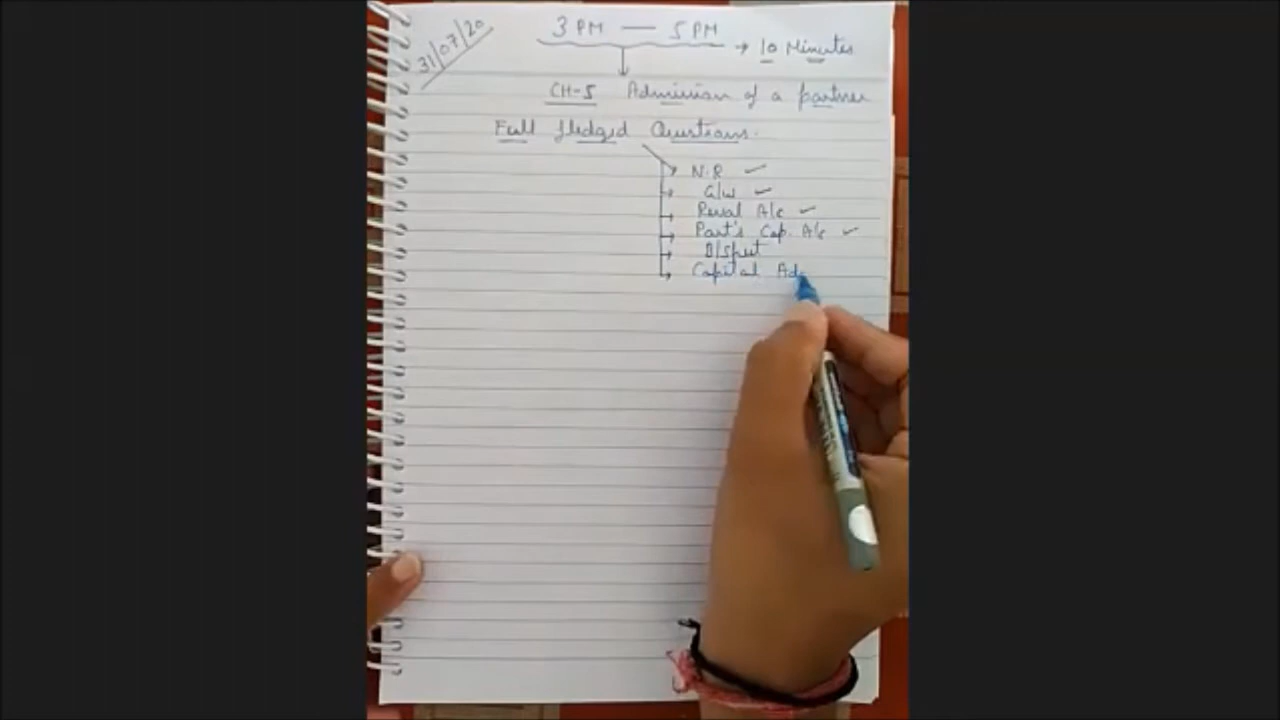 31/07/20
3 PM — 5 PM → 10 Minutes
CH-5 Admission of a partner
Full fledged Questions.
N.R ✓
G/w ✓
Reval A/c ✓
Part's Cap. A/c ✓
B/Sheet
Capital Ad